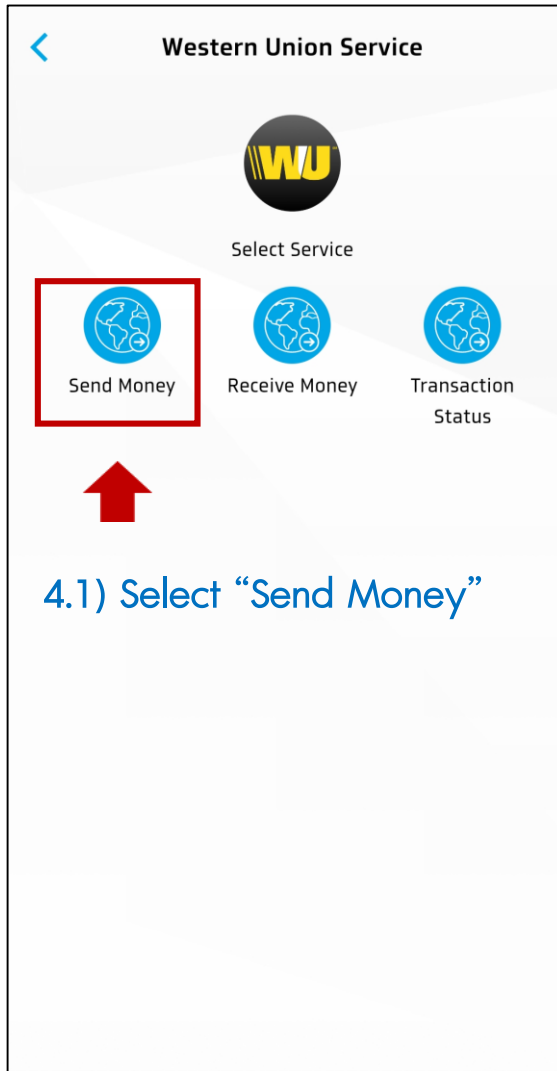 Western Union Service
WU
Select Service
Send Money
Receive Money
Transaction
Status
4.1) Select “Send Money”